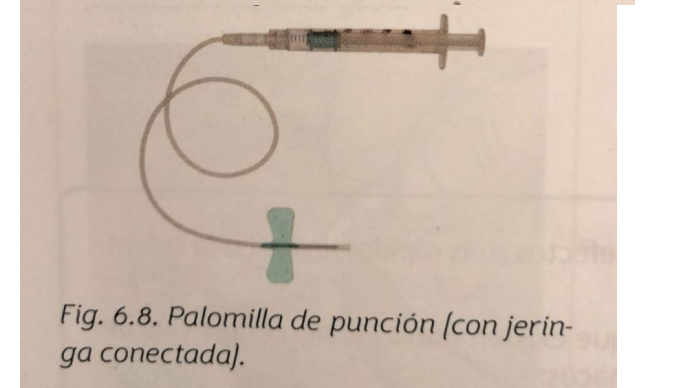 Fig. 6.8. Palomilla de punción (con jerin-
ga conectada).